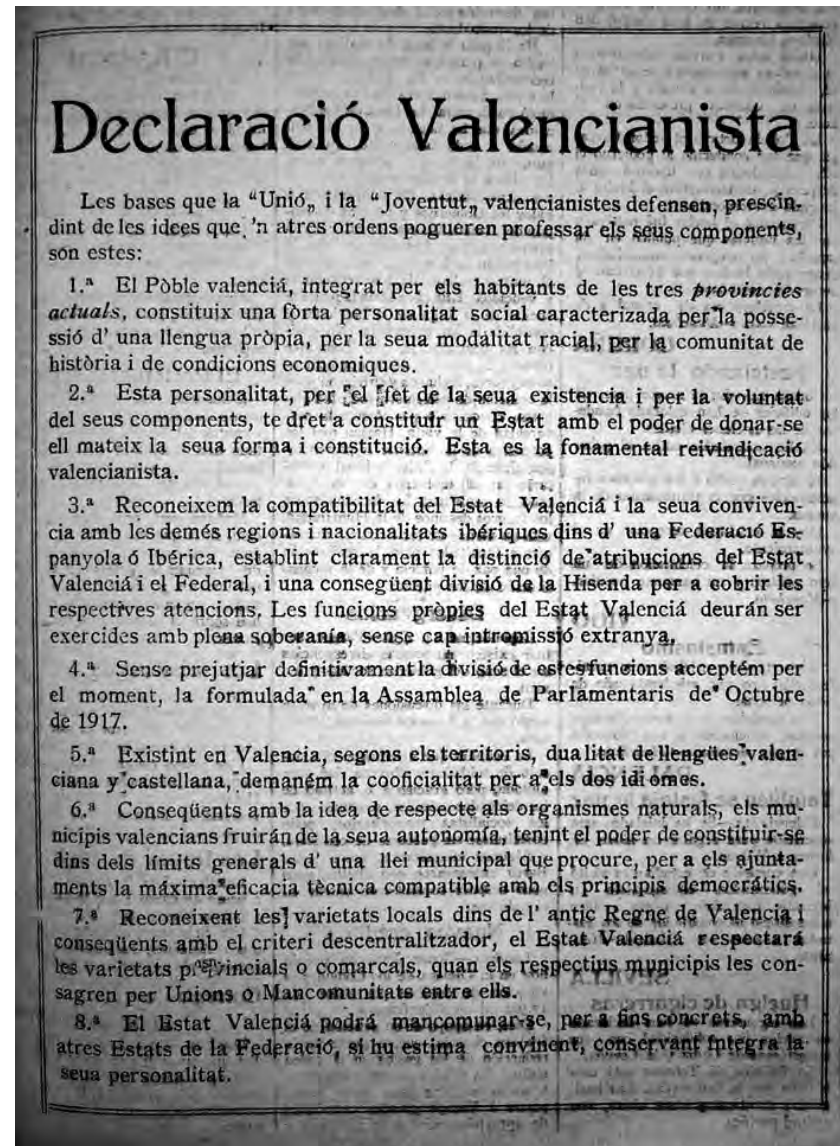 Declaració Valencianista
Les bases que la “Unió„ i la “Joventut„ valencianistes defensen, prescin-
dint de les idees que 'n atres ordens pogueren professar els seus components,
son estes:
1.ª El Pòble valenciá, integrat per els habitants de les tres provincies
actuals, constituix una fòrta personalitat social caracterizada per la posse-
ssió d' una llengua pròpia, per la seua modalitat racial, per la comunitat de
història i de condicions economiques.
2.ª Esta personalitat, per el fet de la seua existencia i per la voluntat
del seus components, te dret a constituir un Estat amb el poder de donar-se
ell mateix la seua forma i constitució. Esta es la fonamental reivindicació
valencianista.
3.ª Reconeixem la compatibilitat del Estat Valenciá i la seua conviven-
cia amb les demés regions i nacionalitats ibériques dins d' una Federació Es-
panyola ó Ibérica, establint clarament la distinció de atribucions del Estat
Valenciá i el Federal, i una consegüent divisió de la Hisenda per a cobrir les
respectives atencions. Les funcions pròpies del Estat Valenciá deurán ser
exercides amb plena soberanía, sense cap intromissió extranya.
4.ª Sense prejutjar definitivament la divisió de estes funcions acceptém per
el moment, la formulada en la Assamblea de Parlamentaris de Octubre
de 1917.
5.ª Existint en Valencia, segons els territoris, dualitat de llengües valen-
ciana y castellana, demaném la cooficialitat per a els dos idiómes.
6.ª Conseqüents amb la idea de respecte als organismes naturals, els mu-
nicipis valencians fruirán de la seua autonomía, tenint el poder de constituir-se
dins dels límits generals d' una llei municipal que procure, per a els ajunta-
ments la máxima eficacia tècnica compatible amb els principis democrátics.
7.ª Reconeixent les varietats locals dins de l' antic Regne de Valencia i
conseqüents amb el criteri descentralitzador, el Estat Valenciá respectará
les varietats provincials o comarcals, quan els respectius municipis les con-
sagren per Unions o Mancomunitats entre ells.
8.ª El Estat Valenciá podrá mancomunar-se, per a fins concrets, amb
atres Estats de la Federació, si hu estima convinent, conservant íntegra la
seua personalitat.